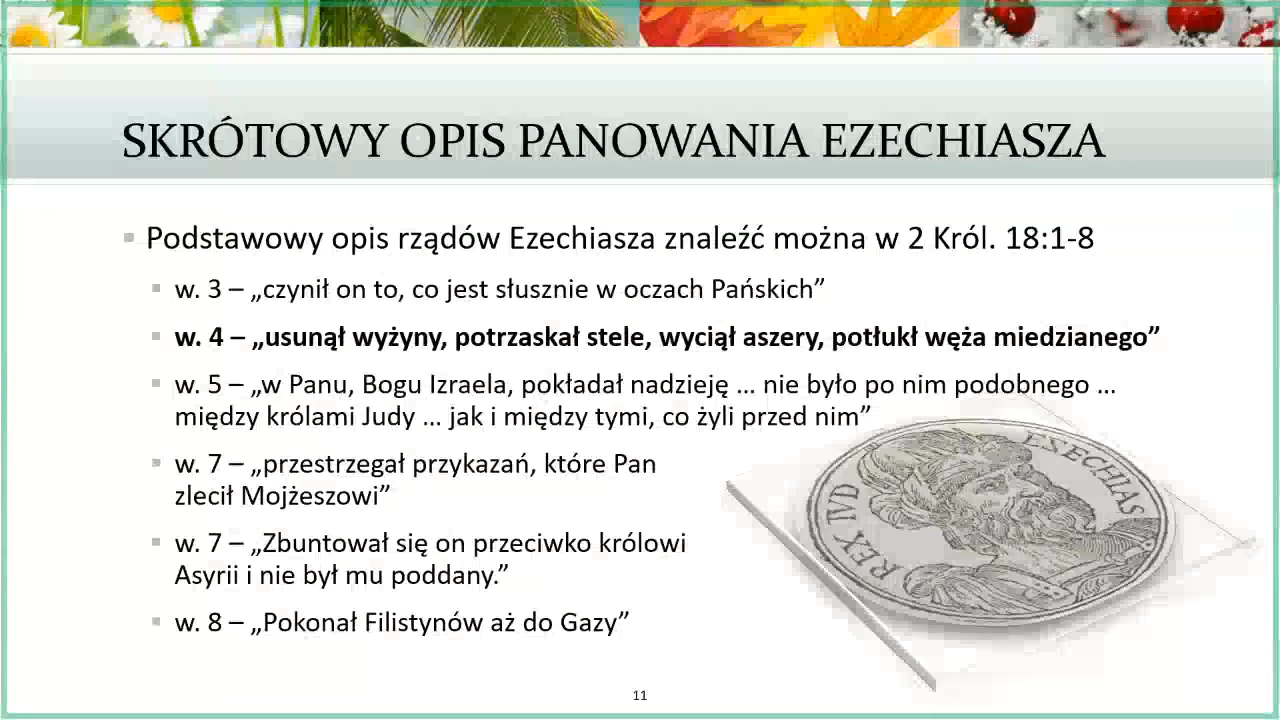 SKRÓTOWY OPIS PANOWANIA EZECHIASZA
Podstawowy opis rządów Ezechiasza znaleźć można w 2 Król. 18:1-8
w. 3 – „czynił on to, co jest słusznie w oczach Pańskich”
w. 4 – „usunął wyżyny, potrzaskał stele, wyciął aszery, potłukł węża miedzianego”
w. 5 – „w Panu, Bogu Izraela, pokładał nadzieję ... nie było po nim podobnego ...
między królami Judy ... jak i między tymi, co żyli przed nim”
w. 7 – „przestrzegał przykazań, które Pan
zlecił Mojżeszowi”
w. 7 – „Zbuntował się on przeciwko królowi
Asyrii i nie był mu poddany.”
w. 8 – „Pokonał Filistynów aż do Gazy”
REX IVD
ESECHIAS
11